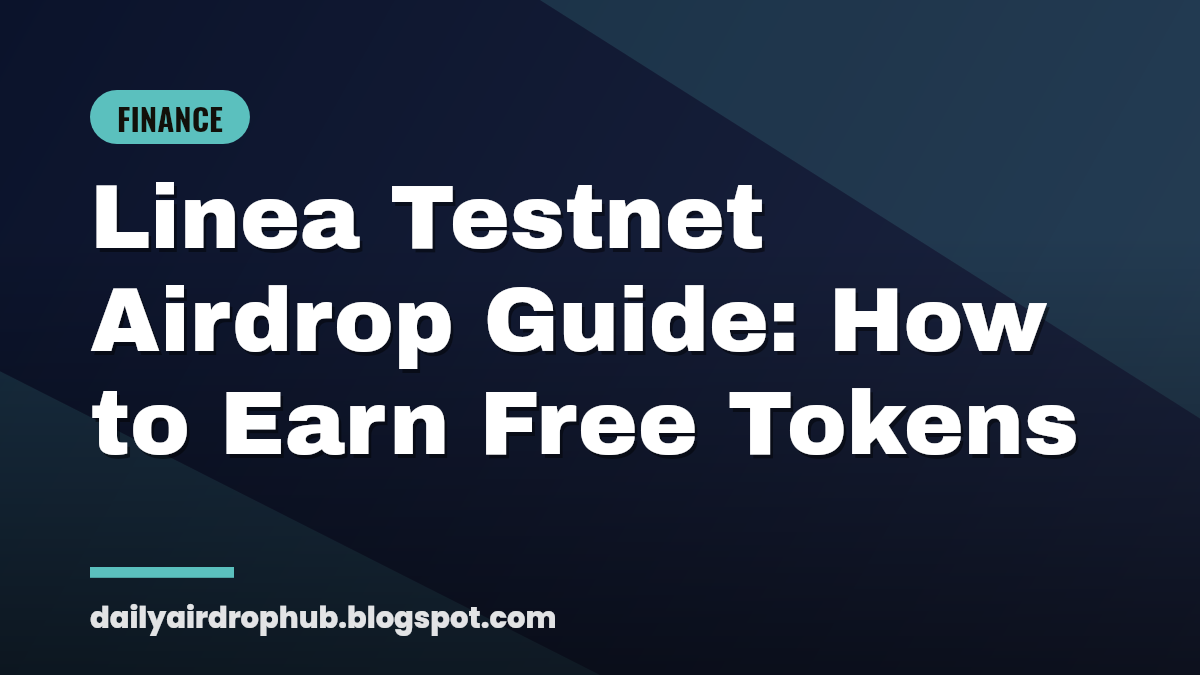 FINANCE
Linea Testnet
Airdrop Guide: How
to Earn Free Tokens
dailyairdrophub.blogspot.com